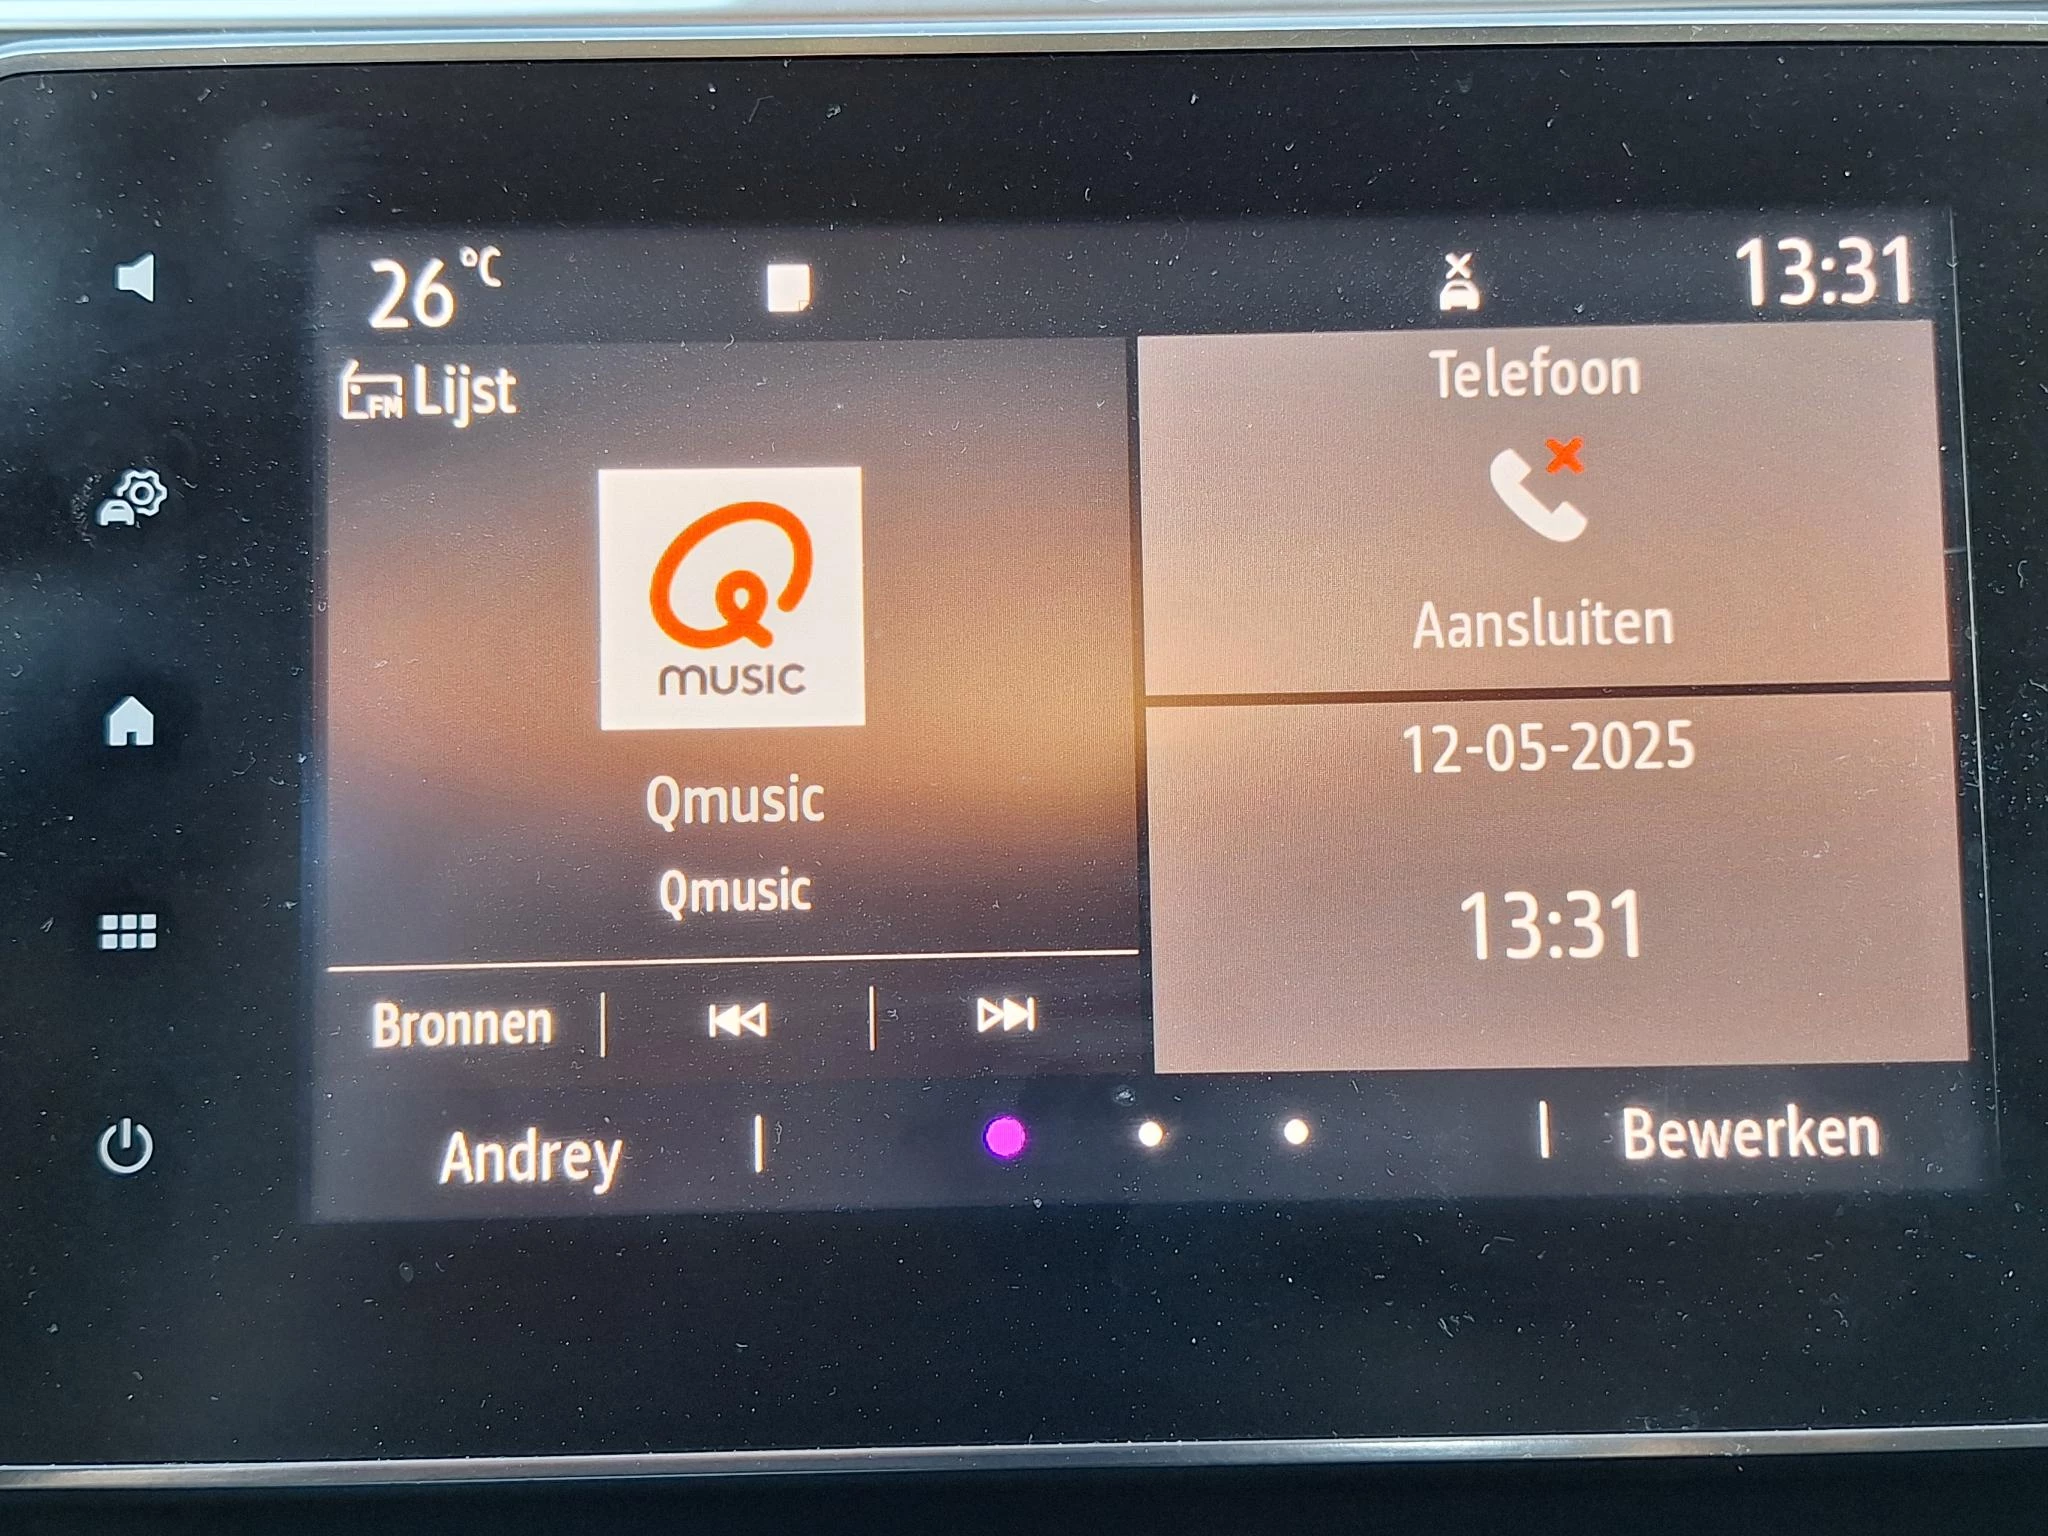 26 °C
13:31
FM Lijst
music
Qmusic
Qmusic
Bronnen
Telefoon
Aansluiten
12-05-2025
13:31
Andrey
Bewerken